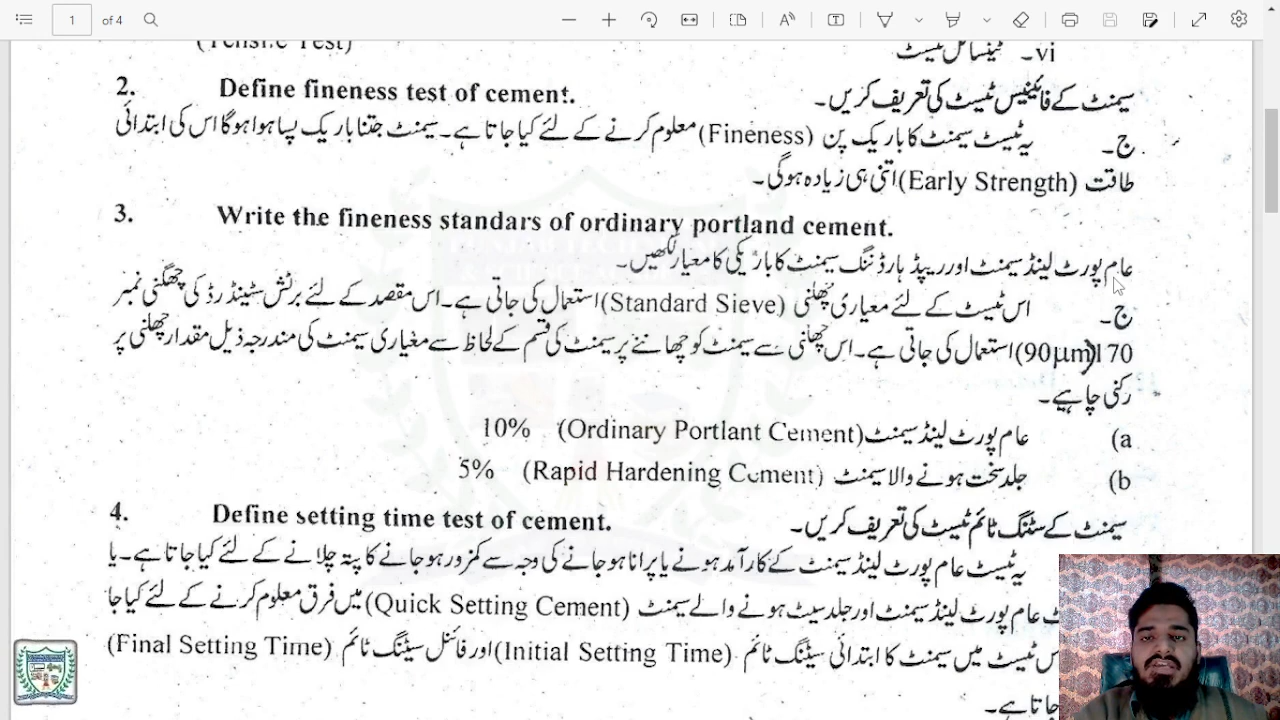 1 of 4
(Tensile Test) vi۔ ٹینسائل ٹیسٹ
2. Define fineness test of cement. سیمنٹ کے فائنینس ٹیسٹ کی تعریف کریں۔
ج۔ یہ ٹیسٹ سیمنٹ کا باریک پن (Fineness) معلوم کرنے کے لئے کیا جاتا ہے۔ سیمنٹ جتنا باریک پسا ہوا ہوگا اس کی ابتدائی
طاقت (Early Strength) اتنی ہی زیادہ ہوگی۔
3. Write the fineness standars of ordinary portland cement.
عام پورٹ لینڈ سیمنٹ اور ریپڈ ہارڈننگ سیمنٹ کا باریکی کا معیار لکھیں۔
ج۔ اس ٹیسٹ کے لئے معیاری چھلنی (Standard Sieve) استعمال کی جاتی ہے۔ اس مقصد کے لئے برٹش سٹینڈرڈ کی چھلنی نمبر
170 (90μm) استعمال کی جاتی ہے۔ اس چھلنی سے سیمنٹ کو چھاننے پر سیمنٹ کی قسم کے لحاظ سے معیاری سیمنٹ کی مندرجہ ذیل مقدار چھلنی پر
رکنی چاہیے۔
(a عام پورٹ لینڈ سیمنٹ (Ordinary Portlant Cement) 10%
(b جلد سخت ہونے والا سیمنٹ (Rapid Hardening Cement) 5%
4. Define setting time test of cement. سیمنٹ کے سٹنگ ٹائم ٹیسٹ کی تعریف کریں۔
یہ ٹیسٹ عام پورٹ لینڈ سیمنٹ کے کارآمد ہونے یا پرانا ہو جانے کی وجہ سے کمزور ہو جانے کا پتہ چلانے کے لئے کیا جاتا ہے۔ یا
عام پورٹ لینڈ سیمنٹ اور جلد سیٹ ہونے والے سیمنٹ (Quick Setting Cement) میں فرق معلوم کرنے کے لئے کیا جا
ٹیسٹ میں سیمنٹ کا ابتدائی سیٹنگ ٹائم (Initial Setting Time) اور فائنل سیٹنگ ٹائم (Final Setting Time)
جاتا ہے۔